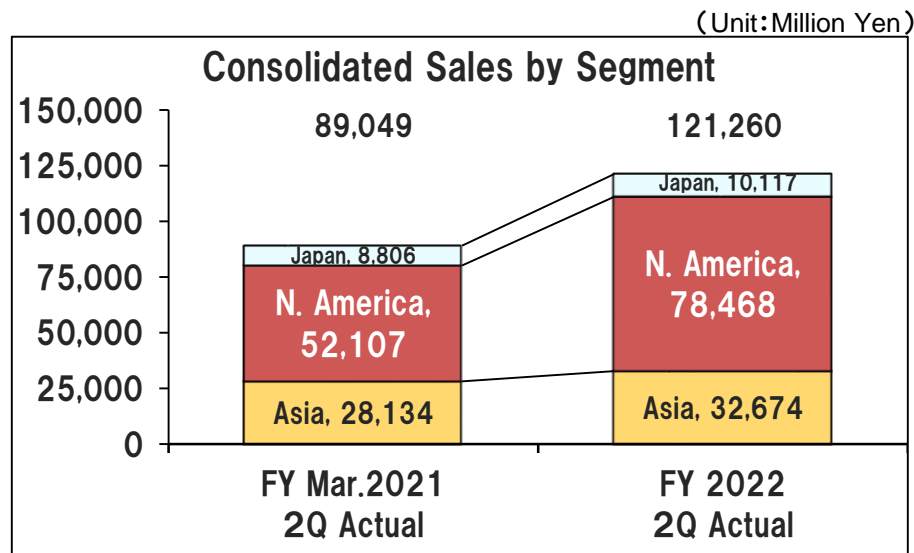 (Unit:Million Yen)
Consolidated Sales by Segment
150,000
125,000
100,000
75,000
50,000
25,000
0
89,049
121,260
Japan, 8,806
N. America,
52,107
Asia, 28,134
Japan, 10,117
N. America,
78,468
Asia, 32,674
FY Mar.2021
2Q Actual
FY 2022
2Q Actual